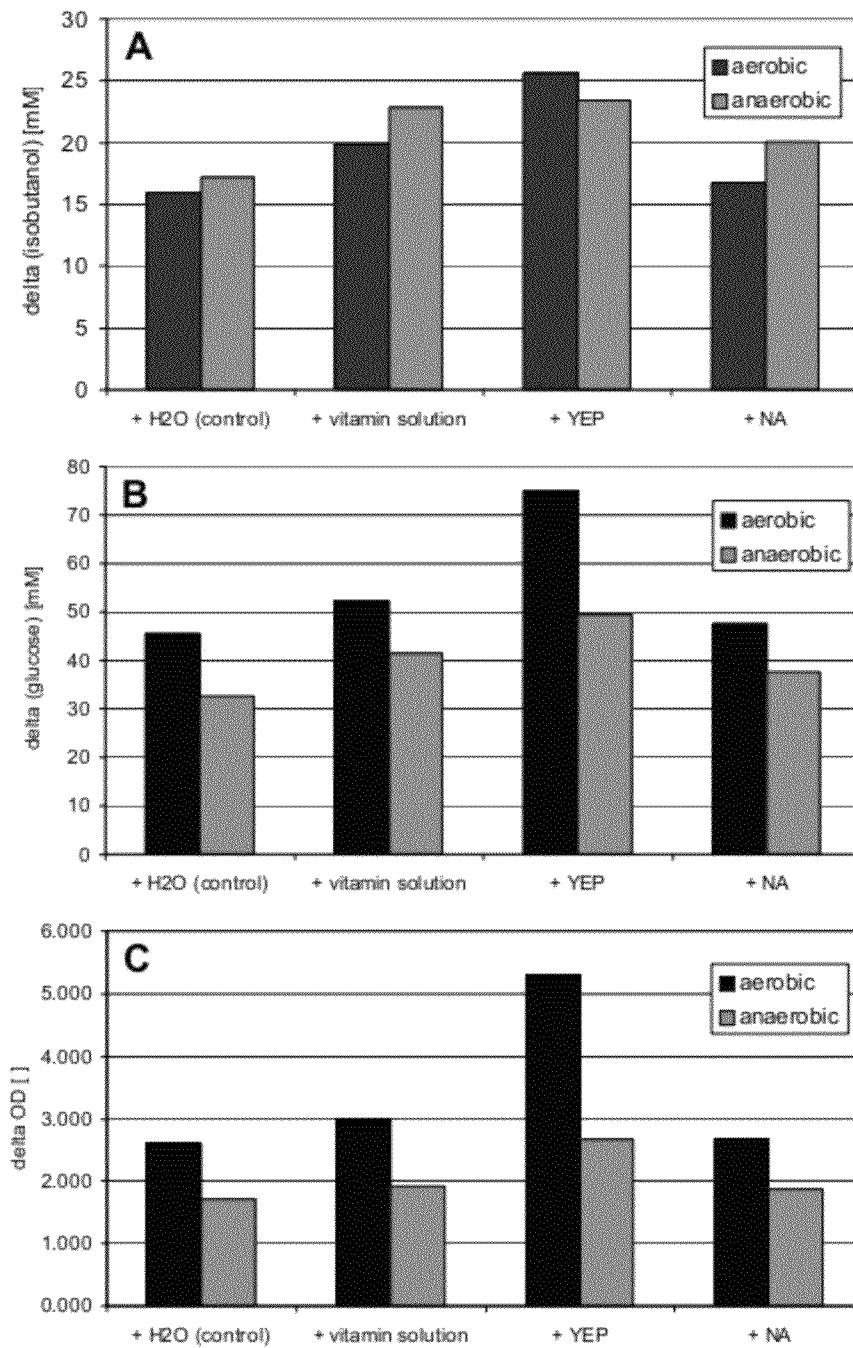 A
delta (isobutanol) [mM]
30
25
20
15
10
5
0
aerobic
anaerobic
+ H2O (control) + vitamin solution + YEP + NA
B
delta (glucose) [mM]
80
70
60
50
40
30
20
10
0
aerobic
anaerobic
+ H2O (control) + vitamin solution + YEP + NA
C
delta OD [ ]
6.000
5.000
4.000
3.000
2.000
1.000
0.000
aerobic
anaerobic
+ H2O (control) + vitamin solution + YEP + NA